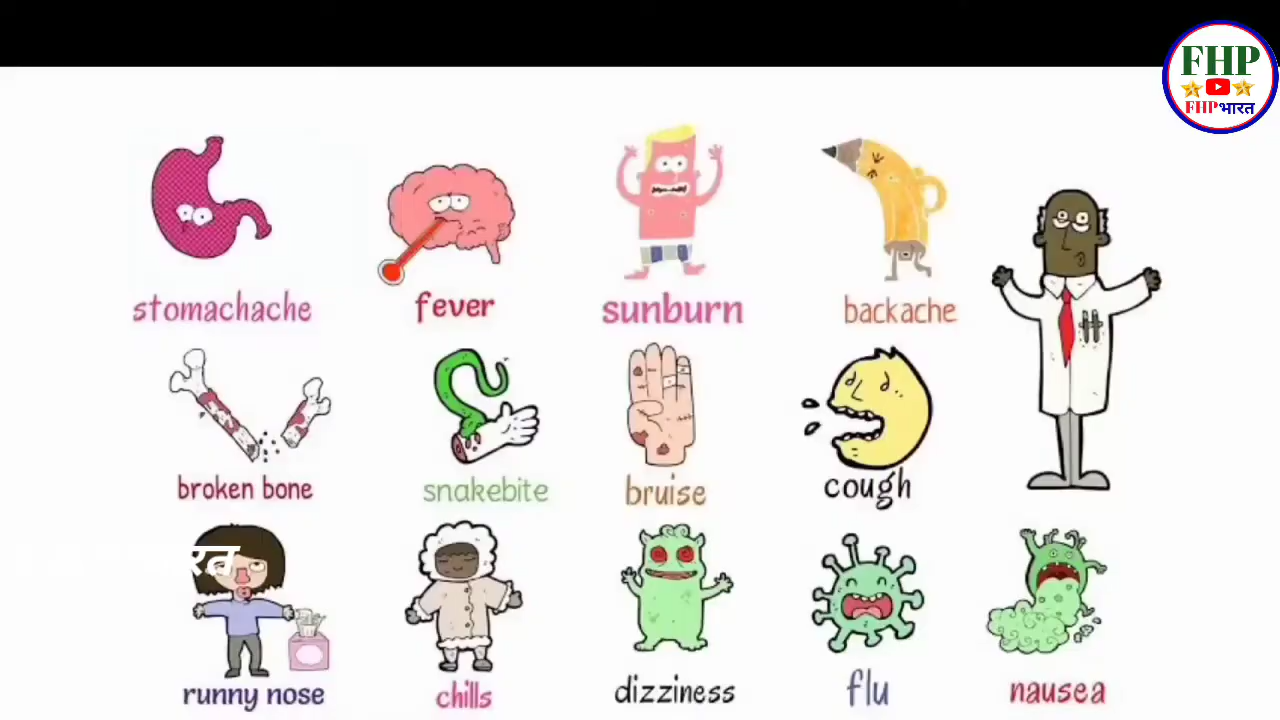 FHP
FHPभारत
stomachache
fever
sunburn
backache
broken bone
snakebite
bruise
cough
runny nose
chills
dizziness
flu
nausea